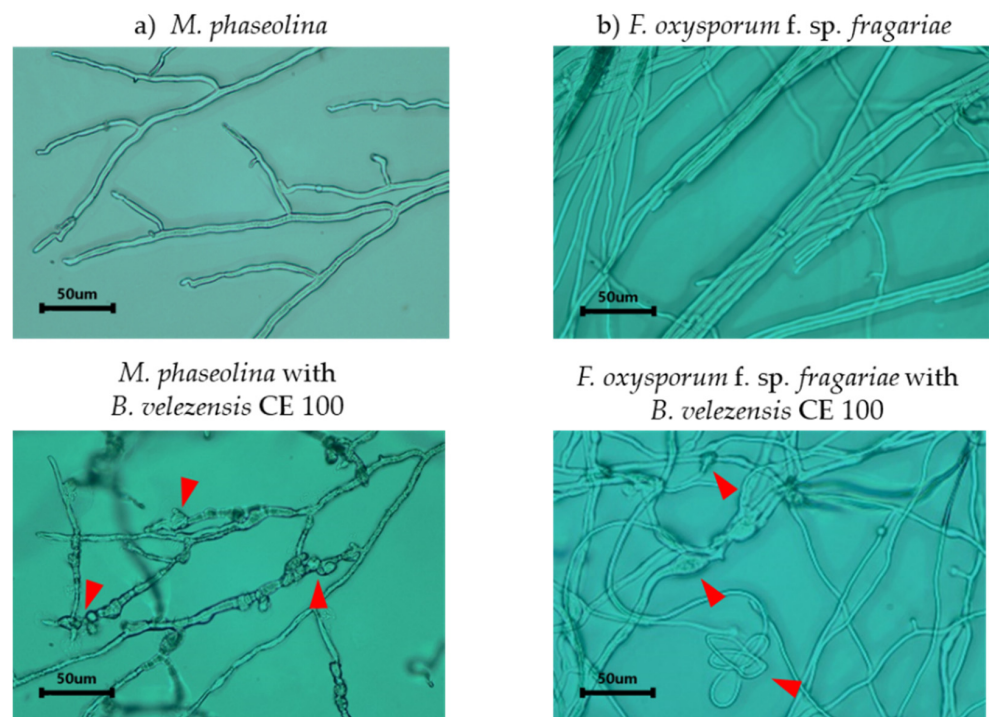 a) M. phaseolina
b) F. oxysporum f. sp. fragariae
50um
50um
M. phaseolina with
B. velezensis CE 100
F. oxysporum f. sp. fragariae with
B. velezensis CE 100
50um
50um